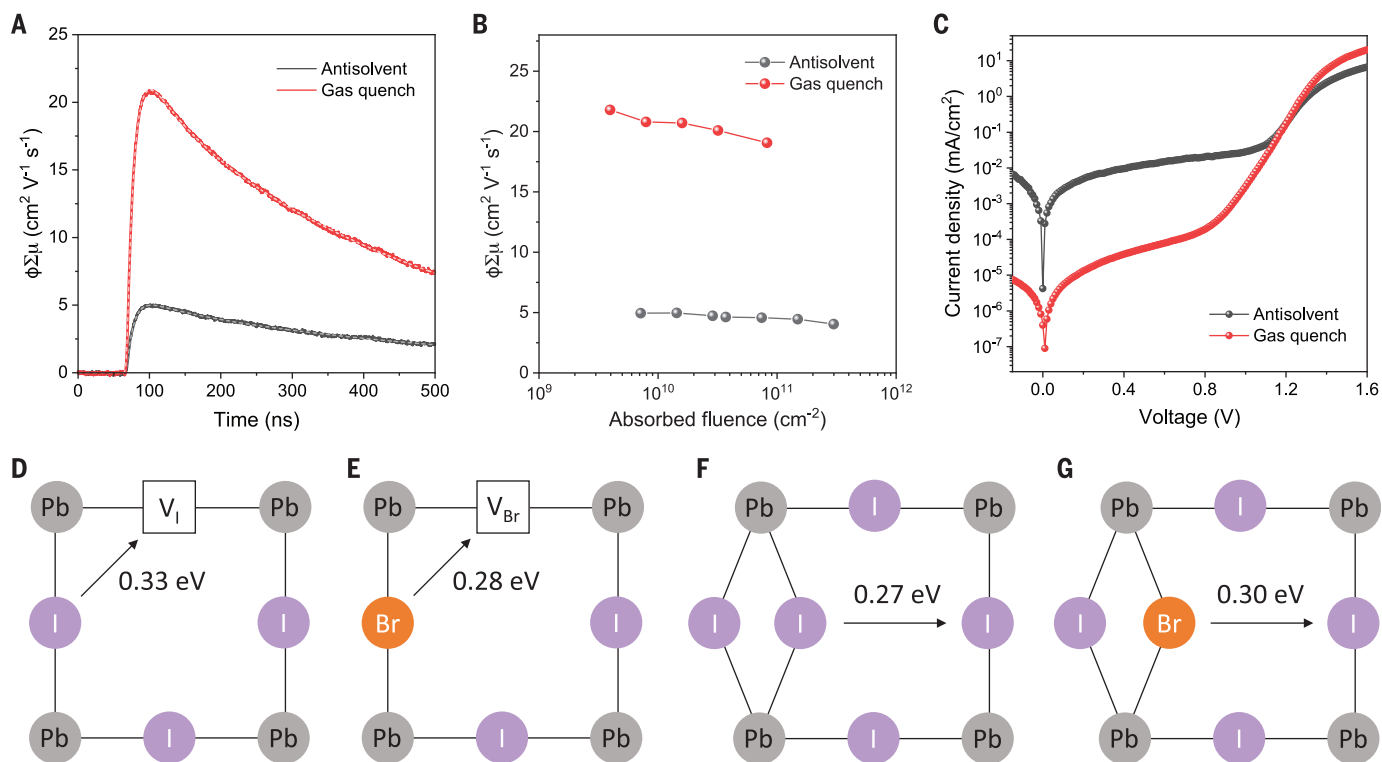 A
25
20
15
10
5
0
0
100
200
300
400
500
ϕΣμ (cm² V⁻¹ s⁻¹)
Time (ns)
Antisolvent
Gas quench
B
25
20
15
10
5
0
10⁹
10¹⁰
10¹¹
10¹²
ϕΣμ (cm² V⁻¹ s⁻¹)
Absorbed fluence (cm⁻²)
Antisolvent
Gas quench
C
10¹
10⁰
10⁻¹
10⁻²
10⁻³
10⁻⁴
10⁻⁵
10⁻⁶
10⁻⁷
0.0
0.4
0.8
1.2
1.6
Current density (mA/cm²)
Voltage (V)
Antisolvent
Gas quench
D
Pb V_I Pb
0.33 eV
I I
Pb I Pb
E
Pb V_Br Pb
0.28 eV
Br I
Pb I Pb
F
Pb I Pb
0.27 eV
I I I
Pb I Pb
G
Pb I Pb
0.30 eV
I Br I
Pb I Pb